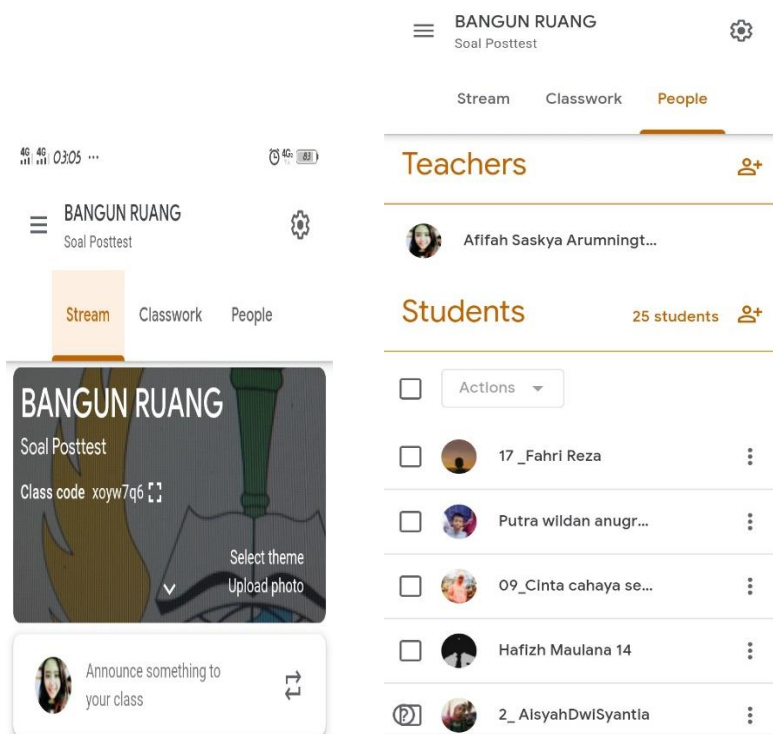 4G 4G 03:05 ... 4G 83
BANGUN RUANG
Soal Posttest
Stream Classwork People
BANGUN RUANG
Soal Posttest
Class code xoyw7q6
Select theme
Upload photo
Announce something to
your class
BANGUN RUANG
Soal Posttest
Stream Classwork People
Teachers
Afifah Saskya Arumningt...
Students 25 students
Actions
17 _Fahri Reza
Putra wildan anugr...
09_Cinta cahaya se...
Hafizh Maulana 14
2_ AisyahDwiSyantia